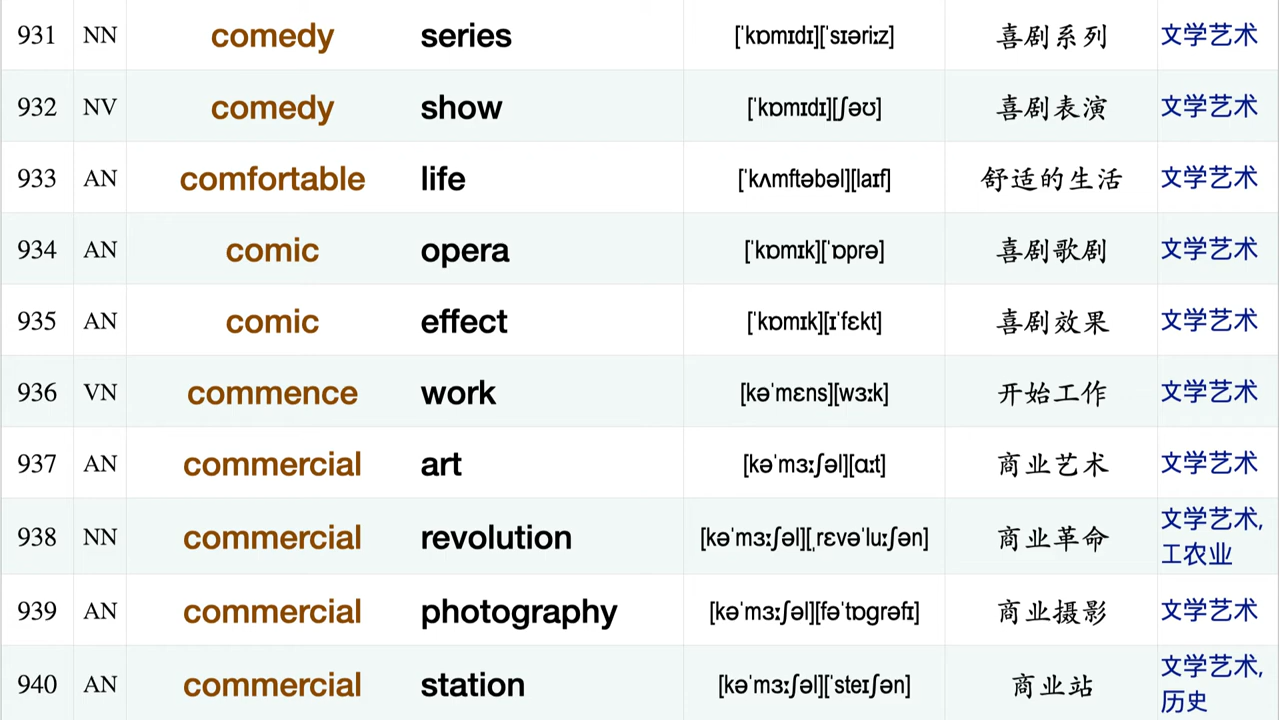 931 NN comedy series [ˈkɒmɪdɪ][ˈsɪəriːz] 喜剧系列 文学艺术
932 NV comedy show [ˈkɒmɪdɪ][ʃəʊ] 喜剧表演 文学艺术
933 AN comfortable life [ˈkʌmftəbəl][laɪf] 舒适的生活 文学艺术
934 AN comic opera [ˈkɒmɪk][ˈɒprə] 喜剧歌剧 文学艺术
935 AN comic effect [ˈkɒmɪk][ɪˈfɛkt] 喜剧效果 文学艺术
936 VN commence work [kəˈmɛns][wɜːk] 开始工作 文学艺术
937 AN commercial art [kəˈmɜːʃəl][ɑːt] 商业艺术 文学艺术
938 NN commercial revolution [kəˈmɜːʃəl][ˌrɛvəˈluːʃən] 商业革命 文学艺术,
工农业
939 AN commercial photography [kəˈmɜːʃəl][fəˈtɒgrəfɪ] 商业摄影 文学艺术
940 AN commercial station [kəˈmɜːʃəl][ˈsteɪʃən] 商业站 文学艺术,
历史